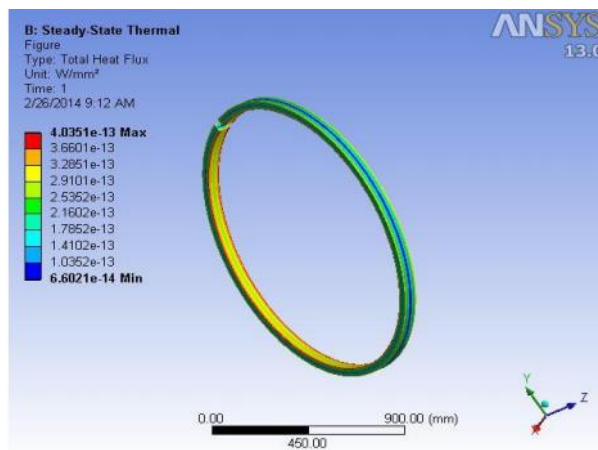 B: Steady-State Thermal
Figure
Type: Total Heat Flux
Unit: W/mm²
Time: 1
2/26/2014 9:12 AM
ANSYS
13.0
4.0351e-13 Max
3.6601e-13
3.2851e-13
2.9101e-13
2.5352e-13
2.1602e-13
1.7852e-13
1.4102e-13
1.0352e-13
6.6021e-14 Min
0.00 900.00 (mm)
450.00
Y
Z
X